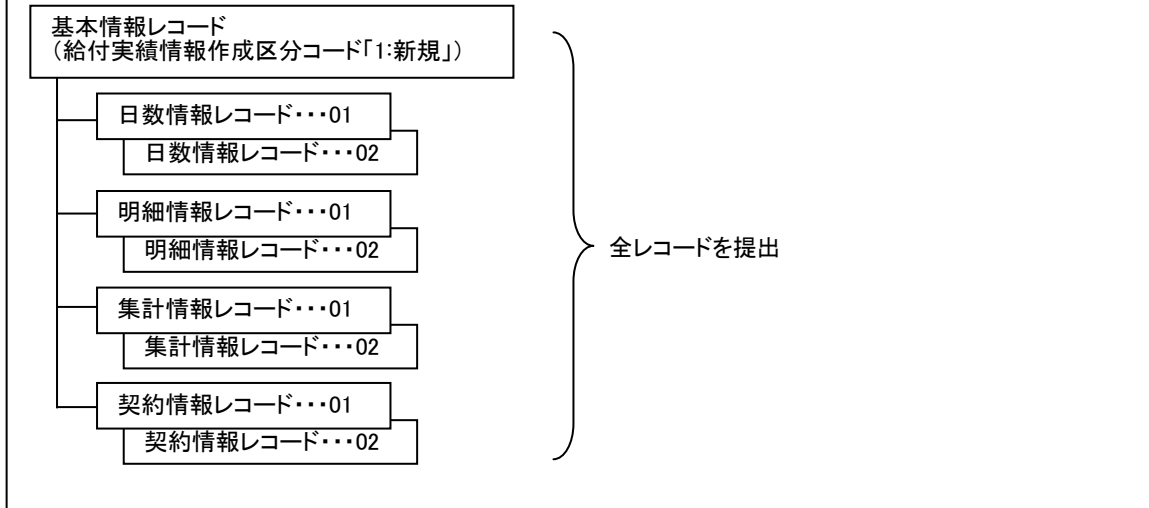 基本情報レコード
（給付実績情報作成区分コード｢1:新規｣）
日数情報レコード･･･01
日数情報レコード･･･02
明細情報レコード･･･01
明細情報レコード･･･02
全レコードを提出
集計情報レコード･･･01
集計情報レコード･･･02
契約情報レコード･･･01
契約情報レコード･･･02